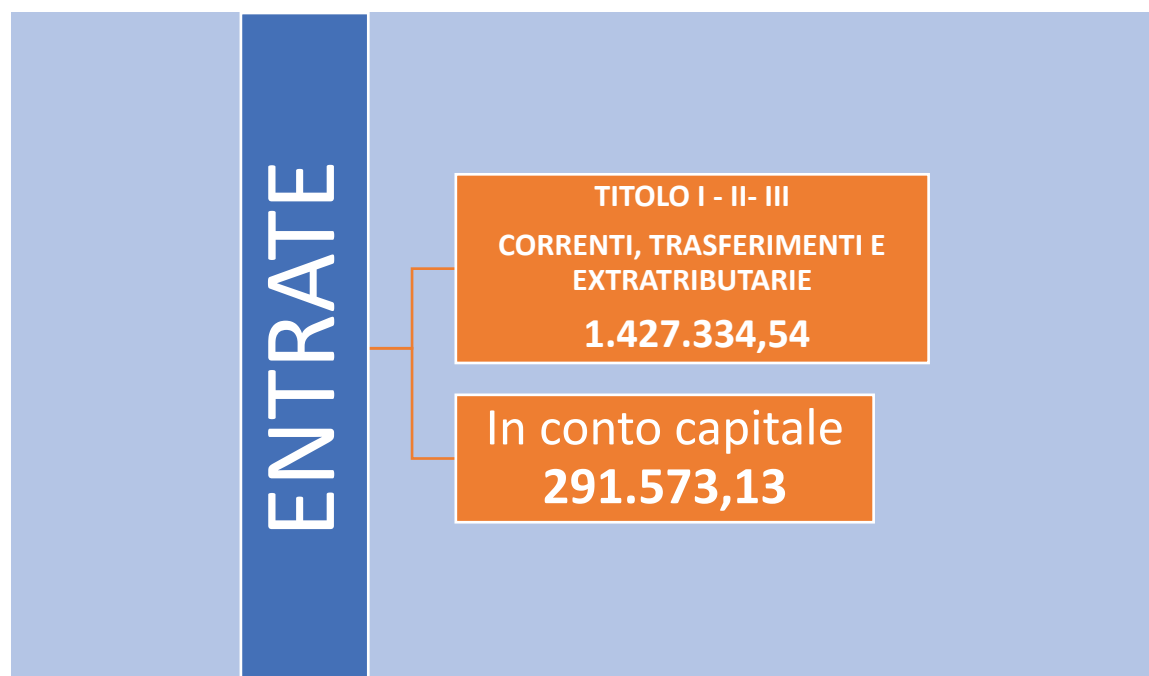 ENTRATE
TITOLO I - II- III
CORRENTI, TRASFERIMENTI E
EXTRATRIBUTARIE
1.427.334,54
In conto capitale
291.573,13